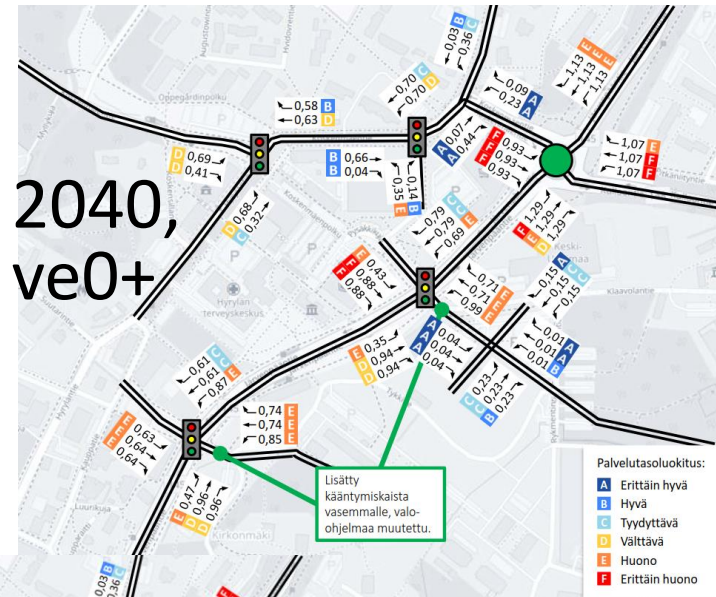 2040,
ve0+
0,03 B
0,36 C
0,70 C
0,70 D
0,58 B
0,63 D
D 0,69
D 0,41
D 0,68
C 0,32
B 0,66
B 0,04
0,35 E
0,14 B
A 0,07
A 0,44
0,09 A
0,23 A
1,13 E
1,13 E
1,13 E
F 0,93
F 0,93
F 0,93
1,07 E
1,07 F
1,07 F
F 1,29
E 1,29
D 1,29
0,79 C
0,79 C
0,69 E
F 0,43
F 0,88
E 0,88
0,71 E
0,71 E
0,99 E
0,15 A
0,15 C
0,15 C
0,01 A
0,01 A
0,01 B
A 0,04
A 0,04
A 0,04
E 0,35
D 0,94
D 0,94
C 0,23
C 0,23
B 0,23
0,61 C
0,61 C
0,87 E
0,74 E
0,74 E
0,85 E
E 0,63
E 0,64
E 0,64
E 0,47
D 0,96
D 0,96
Oppegårdinpolku
Koskenmäenpolku
Hyrylän
terveyskeskus
Klaavolantie
Kirkonmäki
Lisätty
kääntymiskaista
vasemmalle, valo-
ohjelmaa muutettu.
Palvelutasoluokitus:
A Erittäin hyvä
B Hyvä
C Tyydyttävä
D Välttävä
E Huono
F Erittäin huono
0,03 B
0,36 C